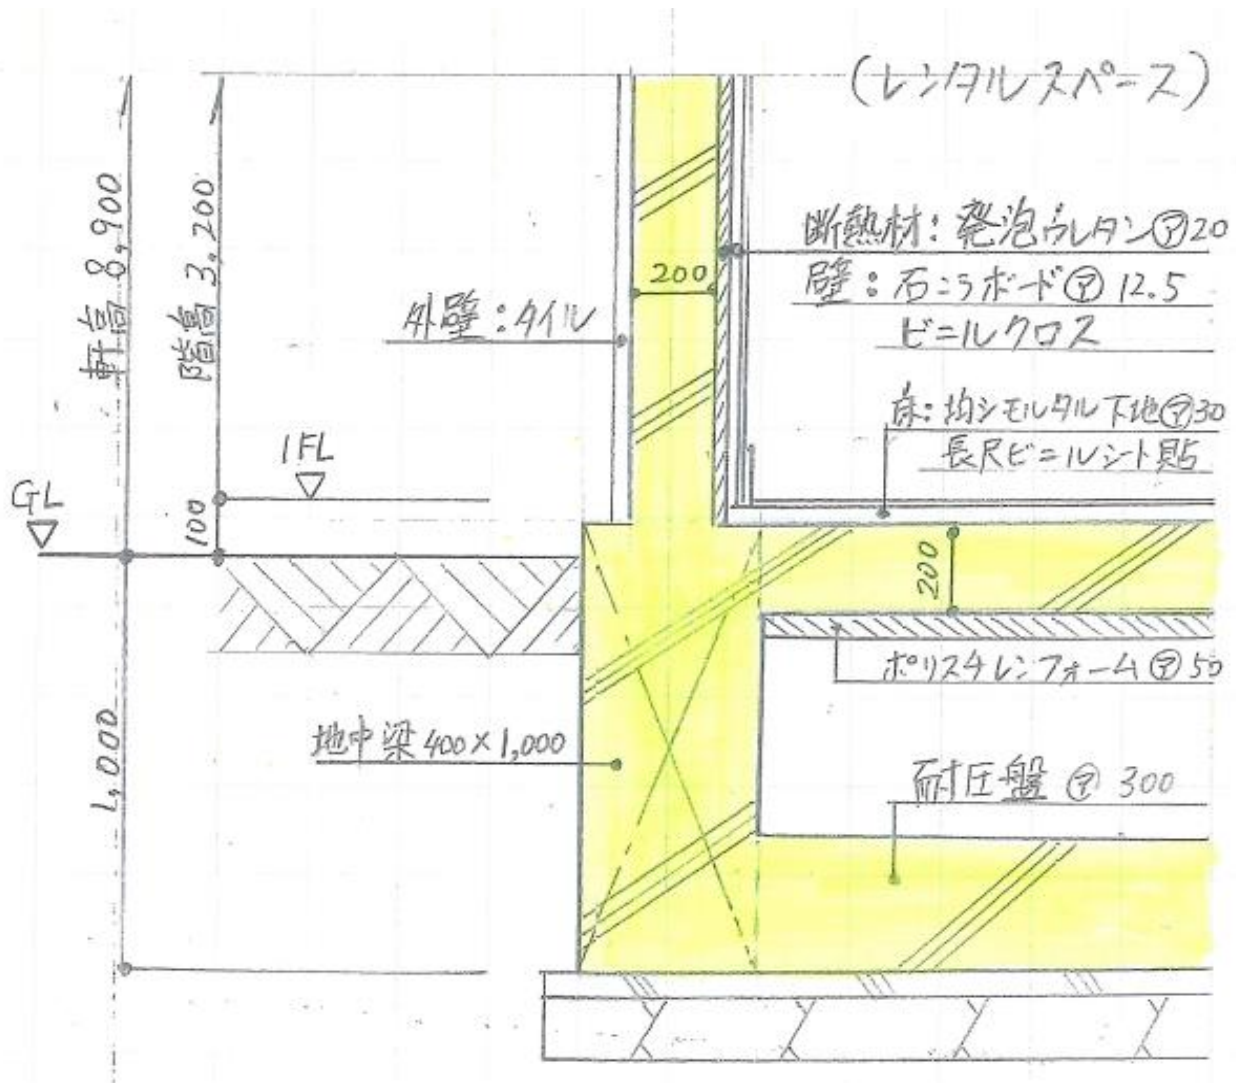 (レンタルスペース)
軒高 8,900
階高 3,200
断熱材：発泡ウレタン㋐20
壁：石こうボード㋐ 12.5
ビニルクロス
200
外壁：タイル
床：均シモルタル下地㋐30
長尺ビニルシート貼
1FL
GL
100
200
ポリスチレンフォーム㋐50
地中梁 400×1,000
1,000
耐圧盤 ㋐ 300